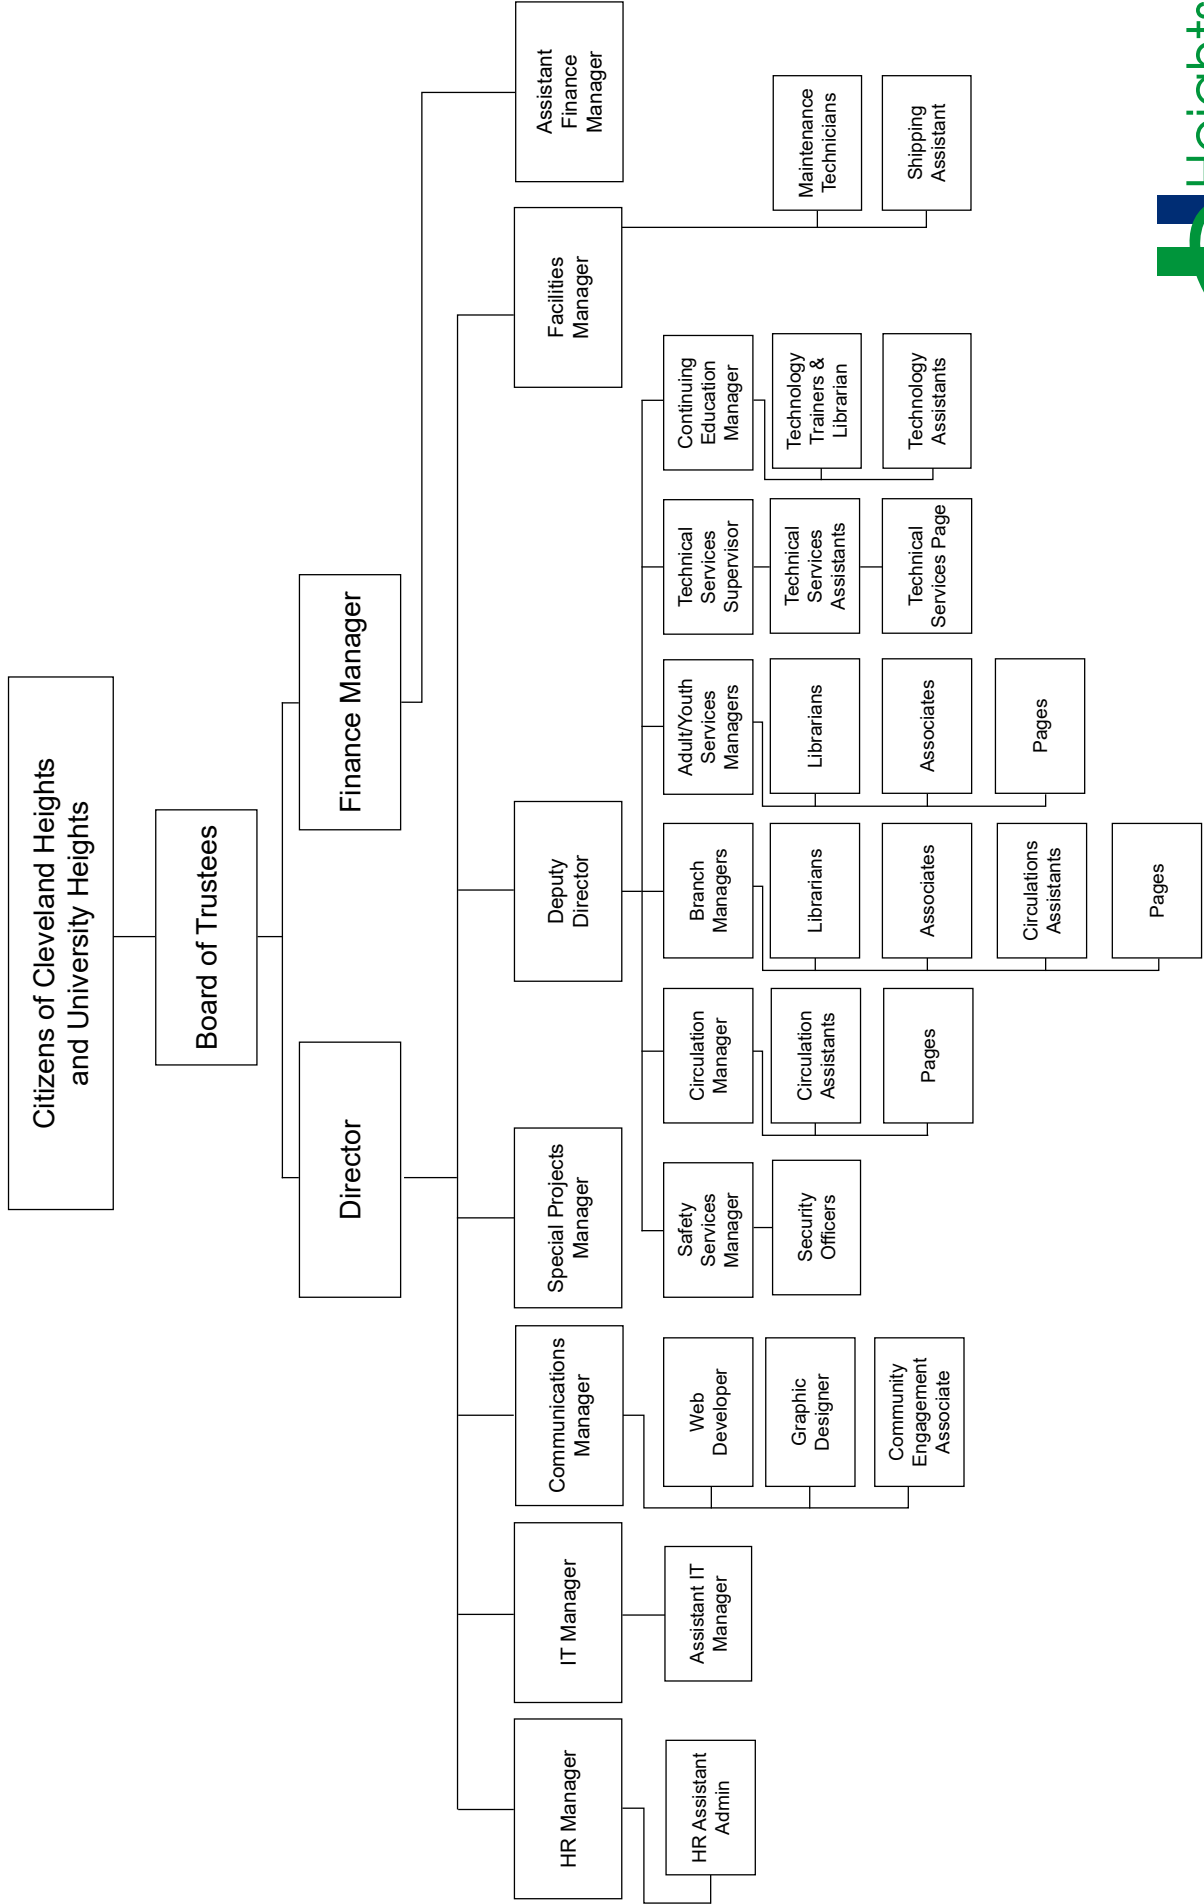 Citizens of Cleveland Heights
and University Heights
Board of Trustees
Director
Finance Manager
HR Manager
IT Manager
Communications
Manager
Special Projects
Manager
Deputy
Director
Facilities
Manager
Assistant
Finance
Manager
HR Assistant
Admin
Assistant IT
Manager
Web
Developer
Graphic
Designer
Community
Engagement
Associate
Safety
Services
Manager
Security
Officers
Circulation
Manager
Circulation
Assistants
Pages
Branch
Managers
Librarians
Associates
Circulations
Assistants
Pages
Adult/Youth
Services
Managers
Librarians
Associates
Pages
Technical
Services
Supervisor
Technical
Services
Assistants
Technical
Services Page
Continuing
Education
Manager
Technology
Trainers &
Librarian
Technology
Assistants
Maintenance
Technicians
Shipping
Assistant
Heights